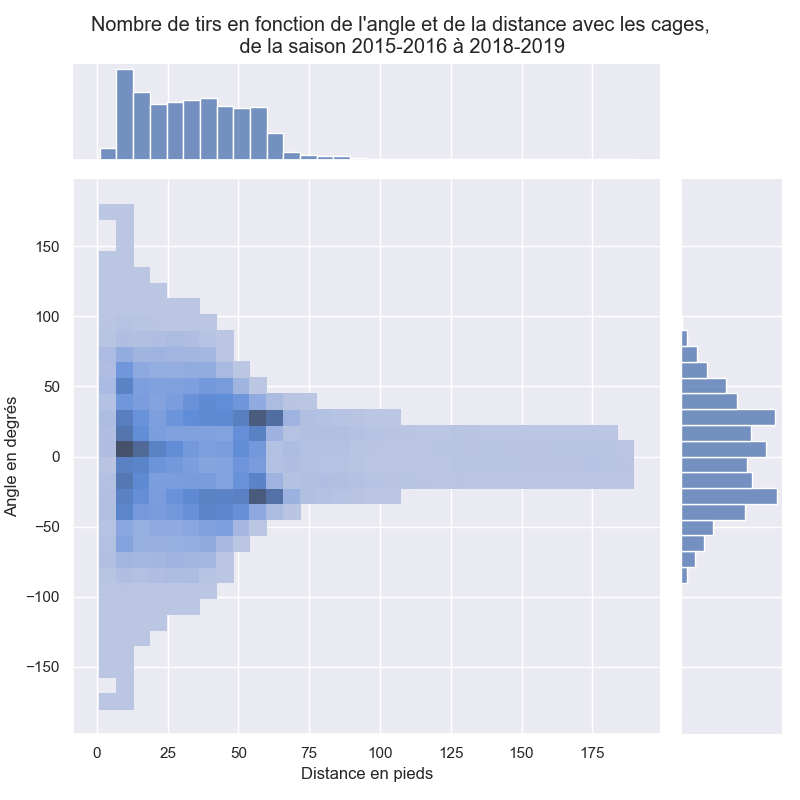 Nombre de tirs en fonction de l'angle et de la distance avec les cages,
de la saison 2015-2016 à 2018-2019
Angle en degrés
150
100
50
0
−50
−100
−150
0 25 50 75 100 125 150 175
Distance en pieds